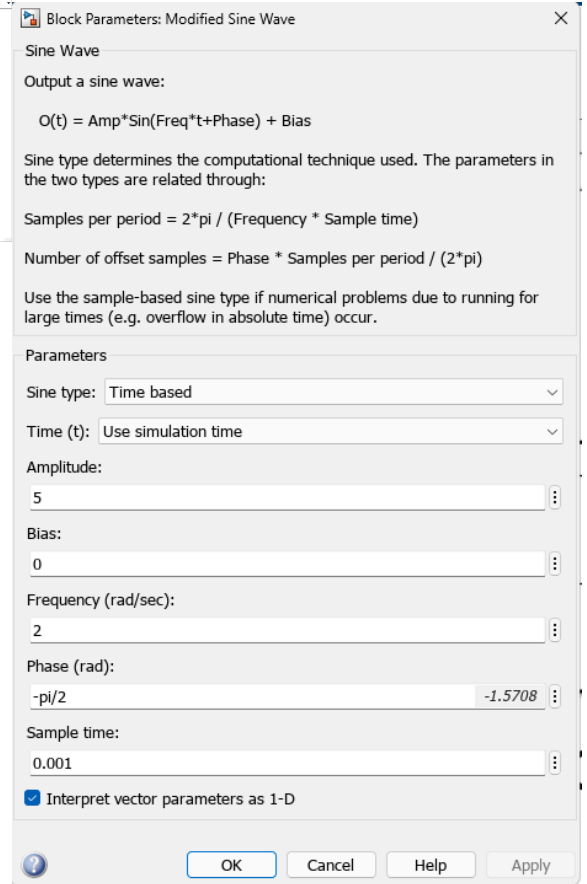 Block Parameters: Modified Sine Wave
Sine Wave
Output a sine wave:
O(t) = Amp*Sin(Freq*t+Phase) + Bias
Sine type determines the computational technique used. The parameters in
the two types are related through:
Samples per period = 2*pi / (Frequency * Sample time)
Number of offset samples = Phase * Samples per period / (2*pi)
Use the sample-based sine type if numerical problems due to running for
large times (e.g. overflow in absolute time) occur.
Parameters
Sine type: Time based
Time (t): Use simulation time
Amplitude:
5
Bias:
0
Frequency (rad/sec):
2
Phase (rad):
-pi/2 -1.5708
Sample time:
0.001
Interpret vector parameters as 1-D
? OK Cancel Help Apply